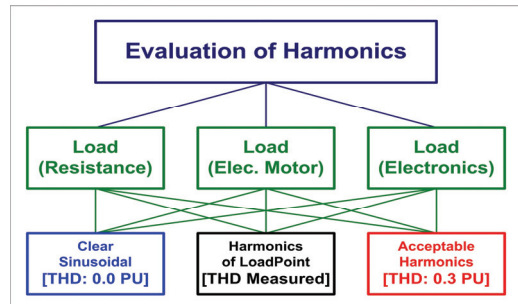 Evaluation of Harmonics
Load
(Resistance)
Load
(Elec. Motor)
Load
(Electronics)
Clear
Sinusoidal
[THD: 0.0 PU]
Harmonics
of LoadPoint
[THD Measured]
Acceptable
Harmonics
[THD: 0.3 PU]